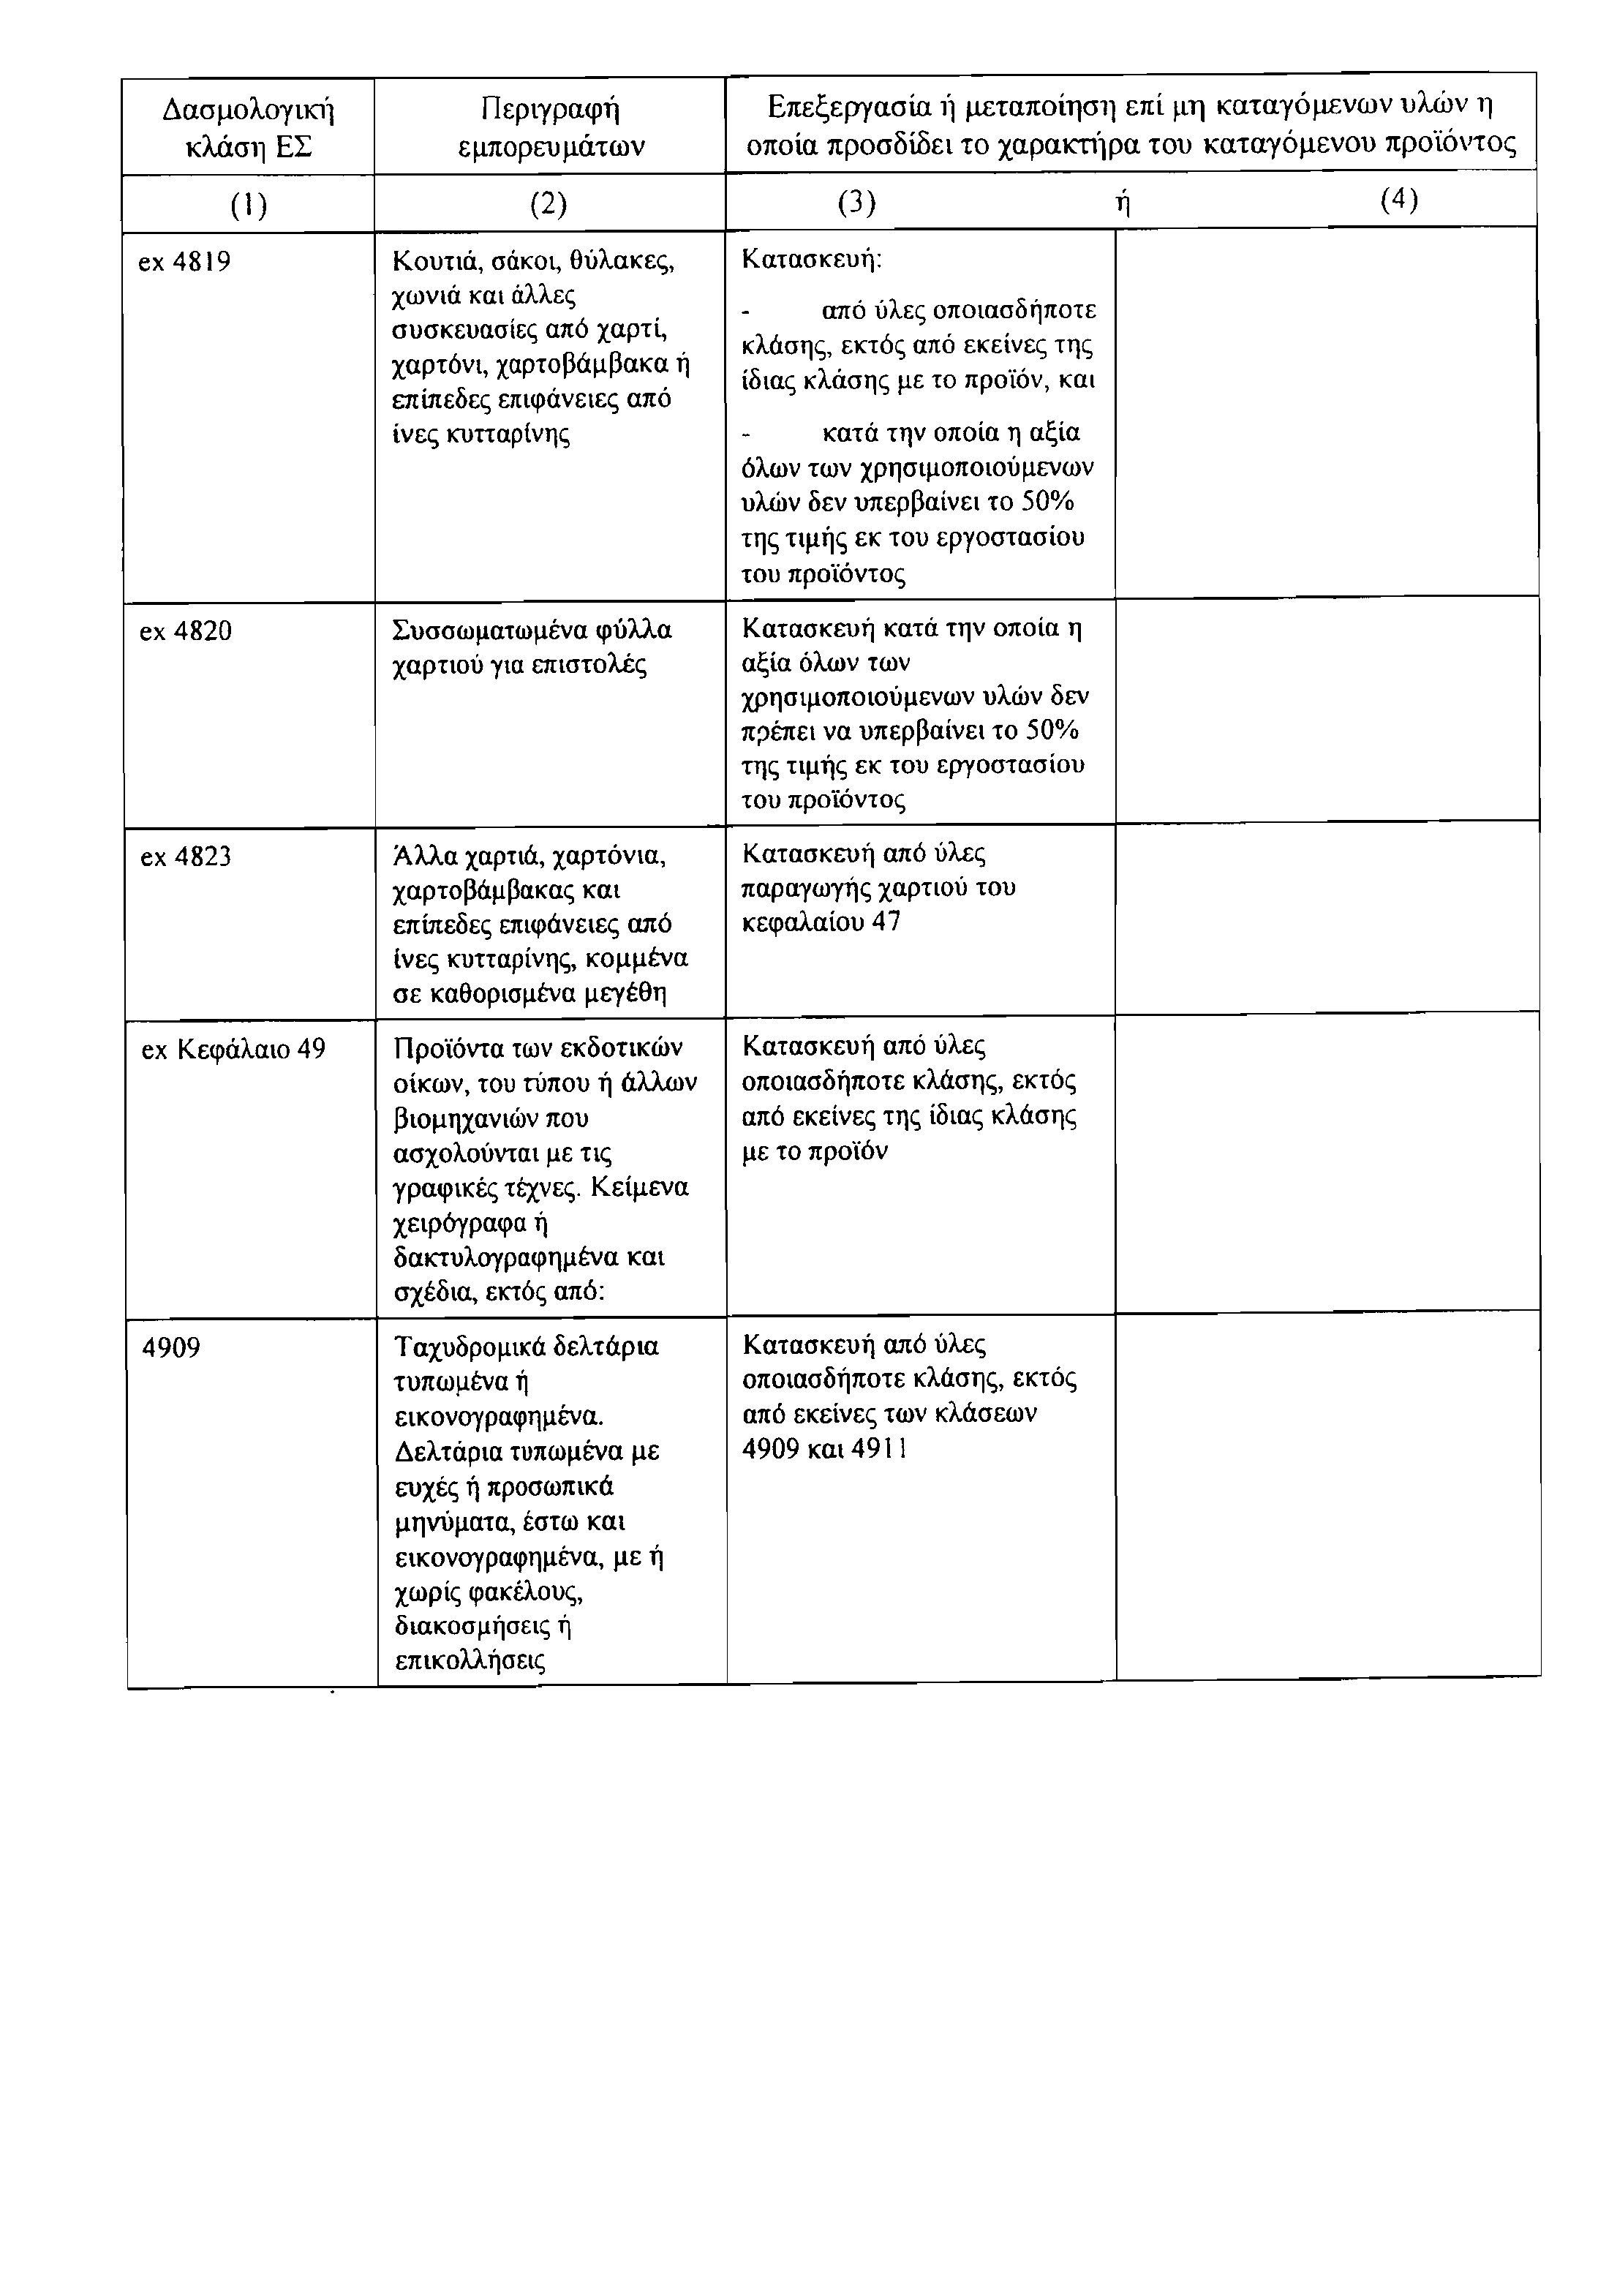 Δασμολογική
κλάση ΕΣ
Περιγραφή
εμπορευμάτων
Επεξεργασία ή μεταποίηση επί μη καταγόμενων υλών η
οποία προσδίδει το χαρακτήρα του καταγόμενου προϊόντος
(1)
(2)
(3) ή (4)
ex 4819
Κουτιά, σάκοι, θύλακες,
χωνιά και άλλες
συσκευασίες από χαρτί,
χαρτόνι, χαρτοβάμβακα ή
επίπεδες επιφάνειες από
ίνες κυτταρίνης
Κατασκευή:
- από ύλες οποιασδήποτε
κλάσης, εκτός από εκείνες της
ίδιας κλάσης με το προϊόν, και
- κατά την οποία η αξία
όλων των χρησιμοποιούμενων
υλών δεν υπερβαίνει το 50%
της τιμής εκ του εργοστασίου
του προϊόντος
ex 4820
Συσσωματωμένα φύλλα
χαρτιού για επιστολές
Κατασκευή κατά την οποία η
αξία όλων των
χρησιμοποιούμενων υλών δεν
πρέπει να υπερβαίνει το 50%
της τιμής εκ του εργοστασίου
του προϊόντος
ex 4823
Άλλα χαρτιά, χαρτόνια,
χαρτοβάμβακας και
επίπεδες επιφάνειες από
ίνες κυτταρίνης, κομμένα
σε καθορισμένα μεγέθη
Κατασκευή από ύλες
παραγωγής χαρτιού του
κεφαλαίου 47
ex Κεφάλαιο 49
Προϊόντα των εκδοτικών
οίκων, του τύπου ή άλλων
βιομηχανιών που
ασχολούνται με τις
γραφικές τέχνες. Κείμενα
χειρόγραφα ή
δακτυλογραφημένα και
σχέδια, εκτός από:
Κατασκευή από ύλες
οποιασδήποτε κλάσης, εκτός
από εκείνες της ίδιας κλάσης
με το προϊόν
4909
Ταχυδρομικά δελτάρια
τυπωμένα ή
εικονογραφημένα.
Δελτάρια τυπωμένα με
ευχές ή προσωπικά
μηνύματα, έστω και
εικονογραφημένα, με ή
χωρίς φακέλους,
διακοσμήσεις ή
επικολλήσεις
Κατασκευή από ύλες
οποιασδήποτε κλάσης, εκτός
από εκείνες των κλάσεων
4909 και 4911